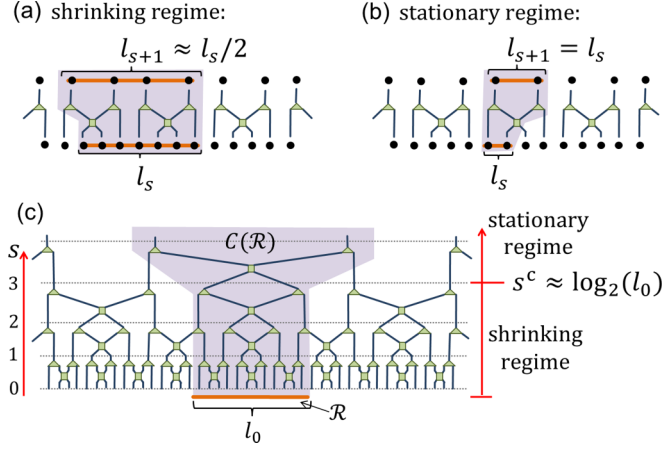 (a) shrinking regime:
l_{s+1} ≈ l_s/2
l_s
(b) stationary regime:
l_{s+1} = l_s
l_s
(c)
s
3
2
1
0
C(ℛ)
l_0
ℛ
stationary
regime
s^c ≈ log_2(l_0)
shrinking
regime